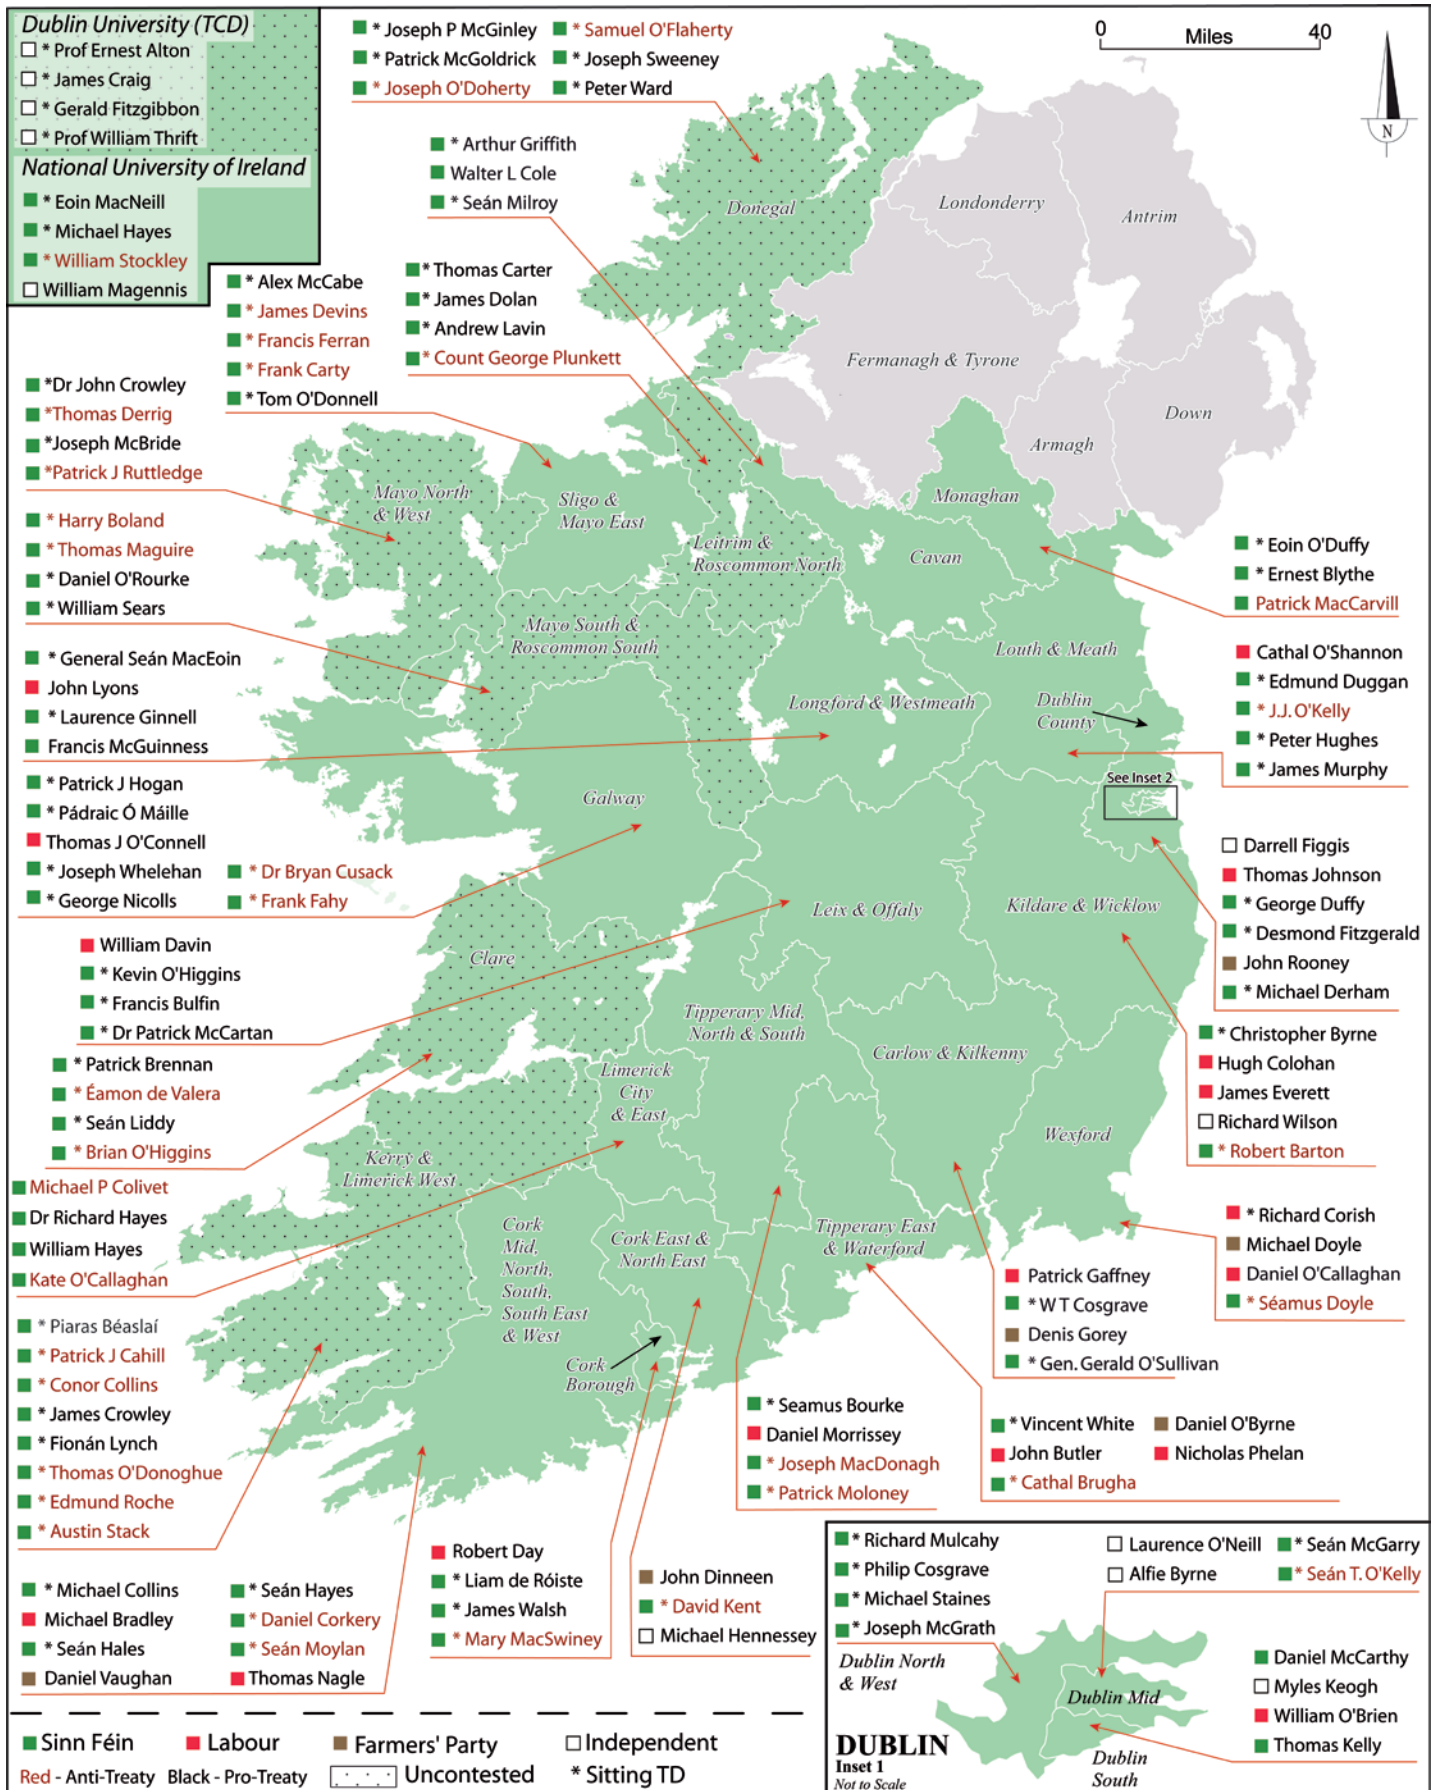 Dublin University (TCD)
* Prof Ernest Alton
* James Craig
* Gerald Fitzgibbon
* Prof William Thrift
National University of Ireland
* Eoin MacNeill
* Michael Hayes
* William Stockley
William Magennis
* Joseph P McGinley
* Patrick McGoldrick
* Joseph O'Doherty
* Samuel O'Flaherty
* Joseph Sweeney
* Peter Ward
0 Miles 40
N
* Arthur Griffith
Walter L Cole
* Seán Milroy
* Alex McCabe
* James Devins
* Francis Ferran
* Frank Carty
* Tom O'Donnell
* Thomas Carter
* James Dolan
* Andrew Lavin
* Count George Plunkett
*Dr John Crowley
*Thomas Derrig
*Joseph McBride
*Patrick J Ruttledge
* Harry Boland
* Thomas Maguire
* Daniel O'Rourke
* William Sears
* General Seán MacEoin
John Lyons
* Laurence Ginnell
Francis McGuinness
* Patrick J Hogan
* Pádraic Ó Máille
Thomas J O'Connell
* Joseph Whelehan
* George Nicolls
* Dr Bryan Cusack
* Frank Fahy
William Davin
* Kevin O'Higgins
* Francis Bulfin
* Dr Patrick McCartan
* Patrick Brennan
* Éamon de Valera
* Seán Liddy
* Brian O'Higgins
Michael P Colivet
Dr Richard Hayes
William Hayes
Kate O'Callaghan
* Piaras Béaslaí
* Patrick J Cahill
* Conor Collins
* James Crowley
* Fionán Lynch
* Thomas O'Donoghue
* Edmund Roche
* Austin Stack
* Michael Collins
Michael Bradley
* Seán Hales
Daniel Vaughan
* Seán Hayes
* Daniel Corkery
* Seán Moylan
Thomas Nagle
Donegal
Londonderry
Antrim
Fermanagh & Tyrone
Down
Armagh
Monaghan
Cavan
Mayo North
& West
Sligo &
Mayo East
Leitrim &
Roscommon North
Mayo South &
Roscommon South
Louth & Meath
Longford & Westmeath
Dublin
County
See Inset 2
Galway
Leix & Offaly
Kildare & Wicklow
Clare
Tipperary Mid,
North & South
Carlow & Kilkenny
Limerick
City
& East
Wexford
Kerry &
Limerick West
Cork
Mid,
North,
South,
South East
& West
Cork East &
North East
Tipperary East
& Waterford
Cork
Borough
* Eoin O'Duffy
* Ernest Blythe
Patrick MacCarvill
Cathal O'Shannon
* Edmund Duggan
* J.J. O'Kelly
* Peter Hughes
* James Murphy
Darrell Figgis
Thomas Johnson
* George Duffy
* Desmond Fitzgerald
John Rooney
* Michael Derham
* Christopher Byrne
Hugh Colohan
James Everett
Richard Wilson
* Robert Barton
* Richard Corish
Michael Doyle
Daniel O'Callaghan
* Séamus Doyle
Patrick Gaffney
* W T Cosgrave
Denis Gorey
* Gen. Gerald O'Sullivan
* Vincent White
John Butler
* Cathal Brugha
Daniel O'Byrne
Nicholas Phelan
* Seamus Bourke
Daniel Morrissey
* Joseph MacDonagh
* Patrick Moloney
Robert Day
* Liam de Róiste
* James Walsh
* Mary MacSwiney
John Dinneen
* David Kent
Michael Hennessey
* Richard Mulcahy
* Philip Cosgrave
* Michael Staines
* Joseph McGrath
Laurence O'Neill
Alfie Byrne
* Seán McGarry
* Seán T. O'Kelly
Daniel McCarthy
Myles Keogh
William O'Brien
Thomas Kelly
Dublin North
& West
Dublin Mid
Dublin
South
DUBLIN
Inset 1
Not to Scale
Sinn Féin
Labour
Farmers' Party
Independent
Red - Anti-Treaty
Black - Pro-Treaty
Uncontested
* Sitting TD